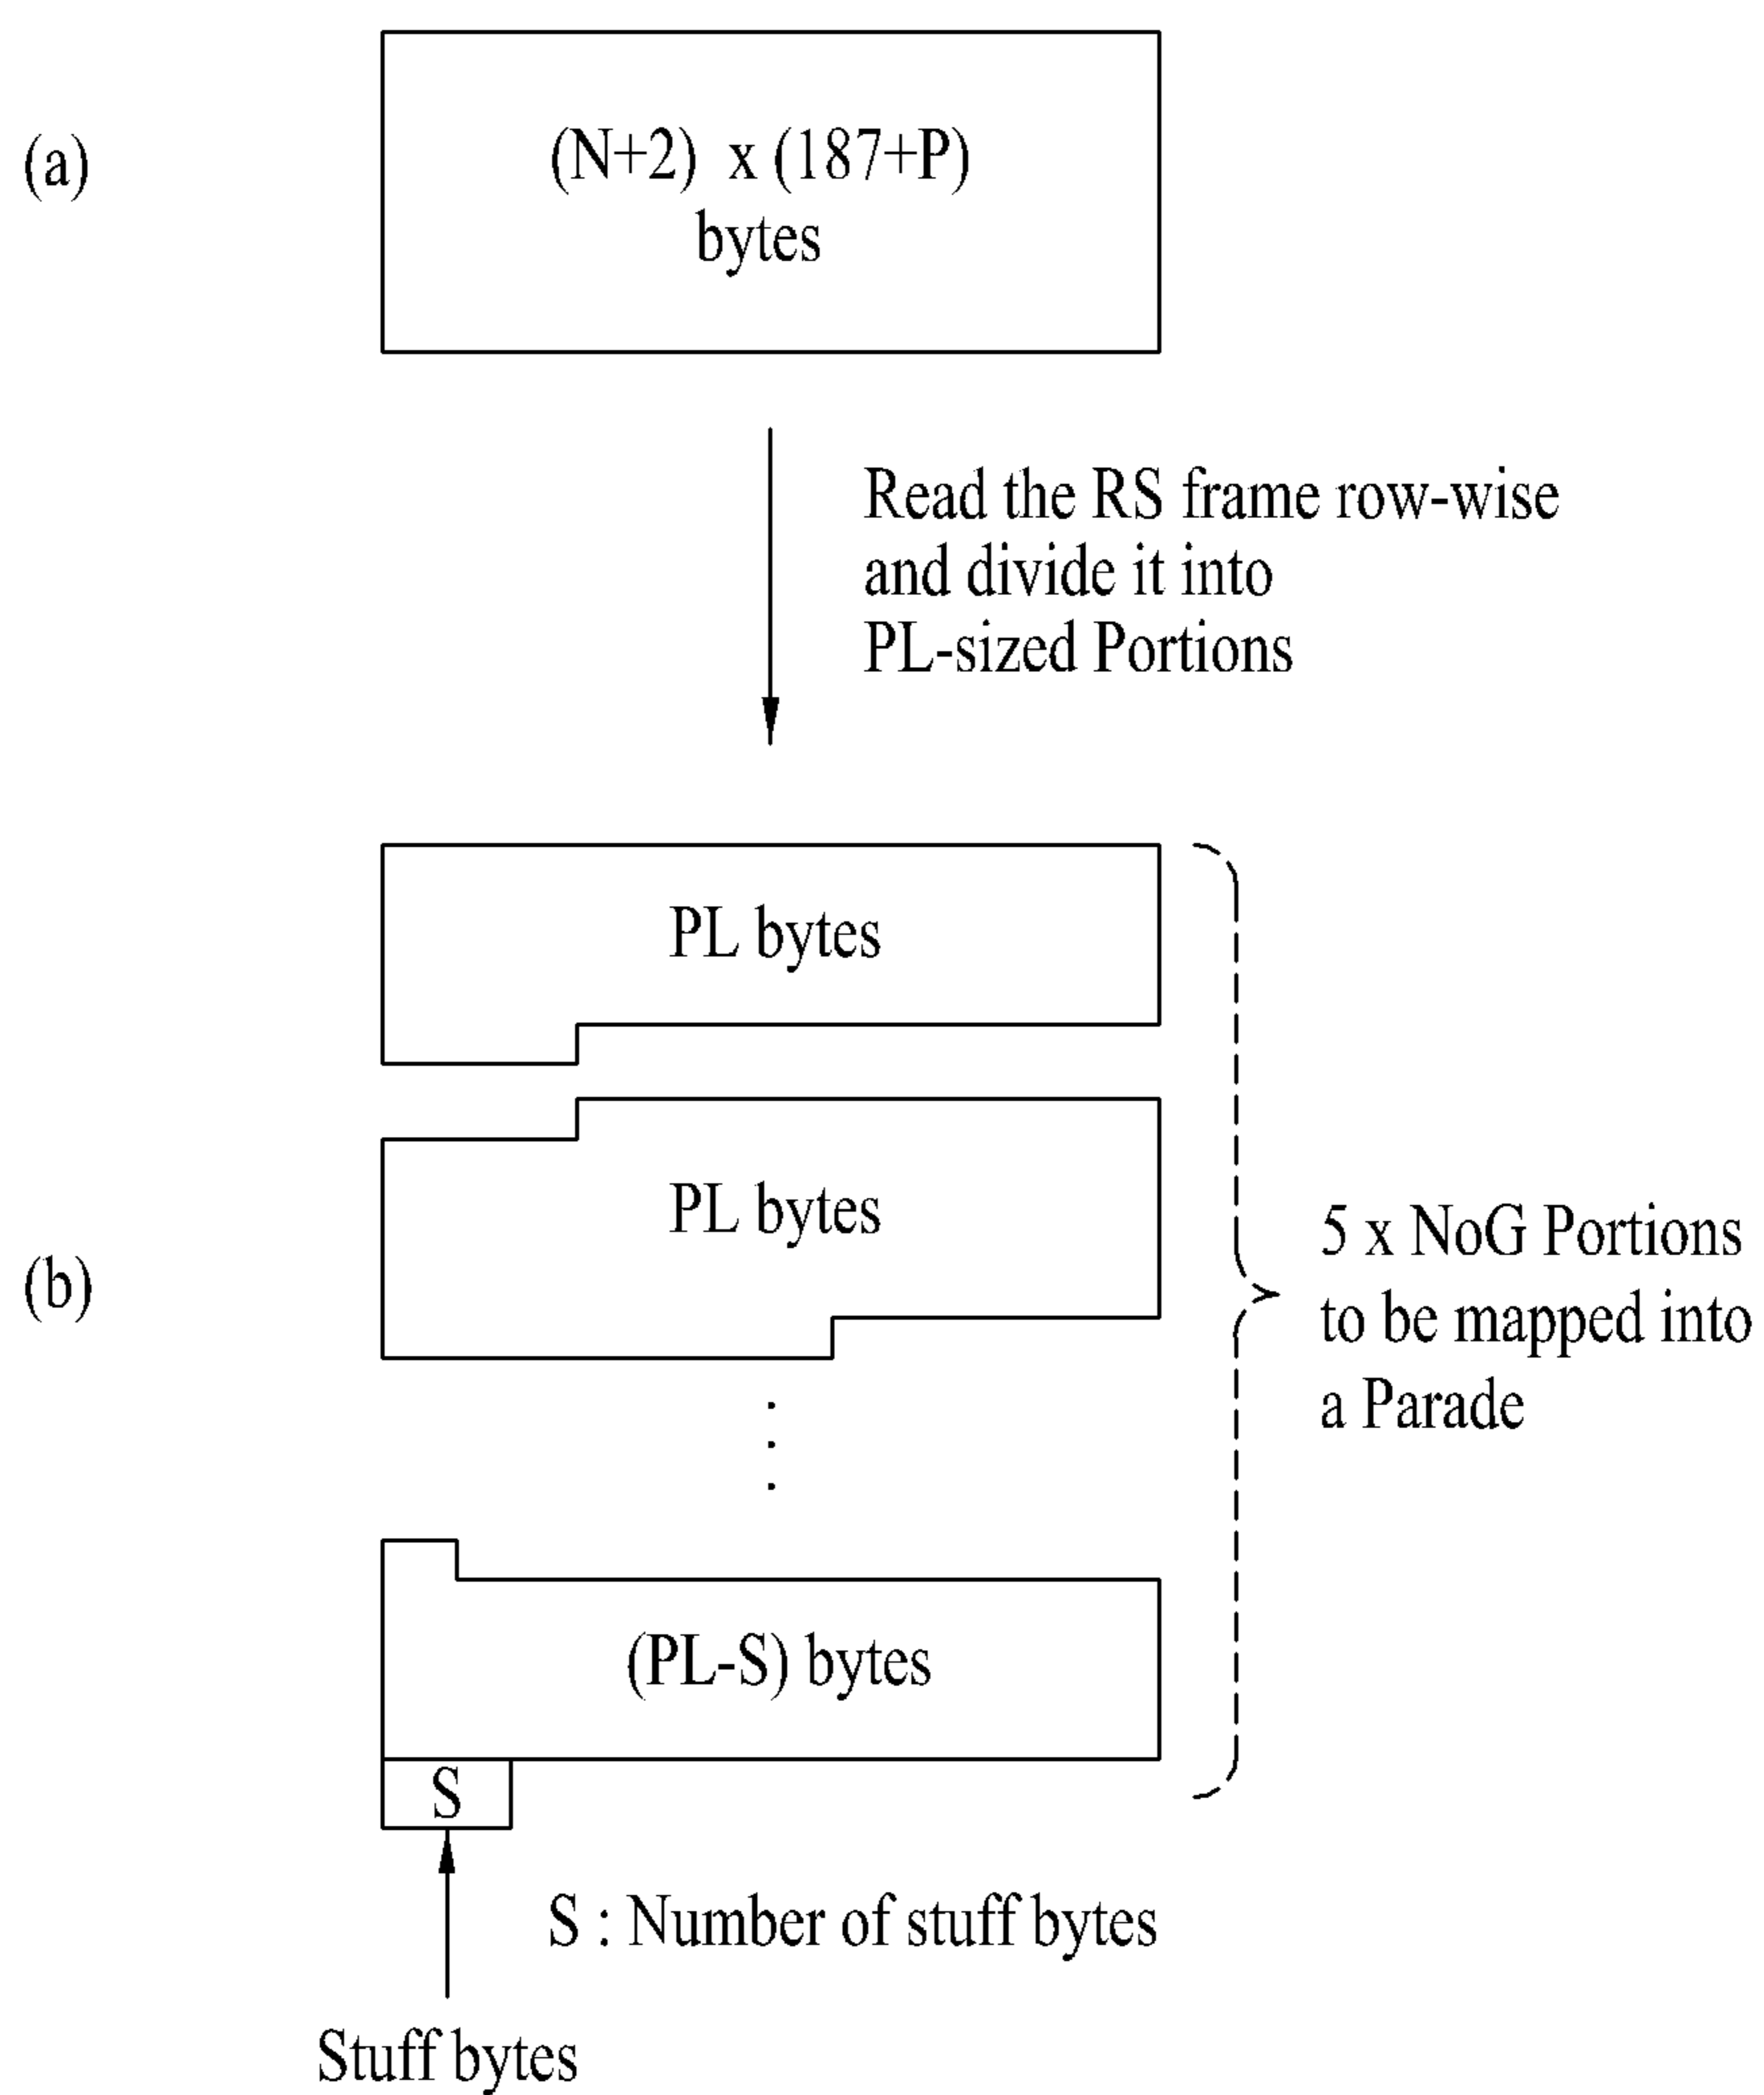 (a)
(N+2) x (187+P)
bytes
Read the RS frame row-wise
and divide it into
PL-sized Portions
PL bytes
PL bytes
(b)
5 x NoG Portions
to be mapped into
a Parade
(PL-S) bytes
S
S : Number of stuff bytes
Stuff bytes